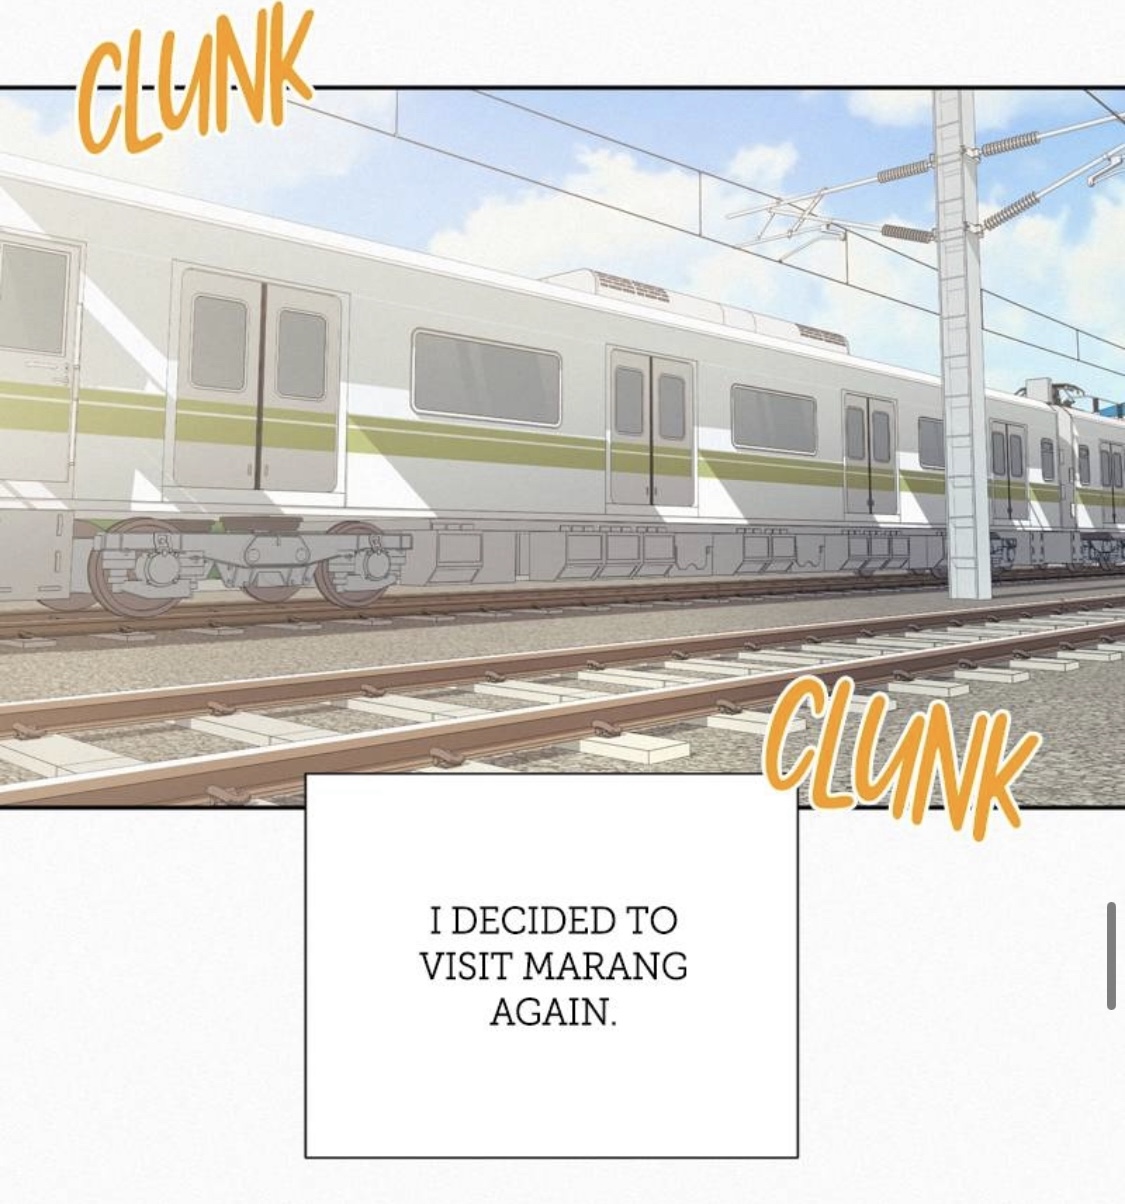 CLUNK
CLUNK
I DECIDED TO
VISIT MARANG
AGAIN.